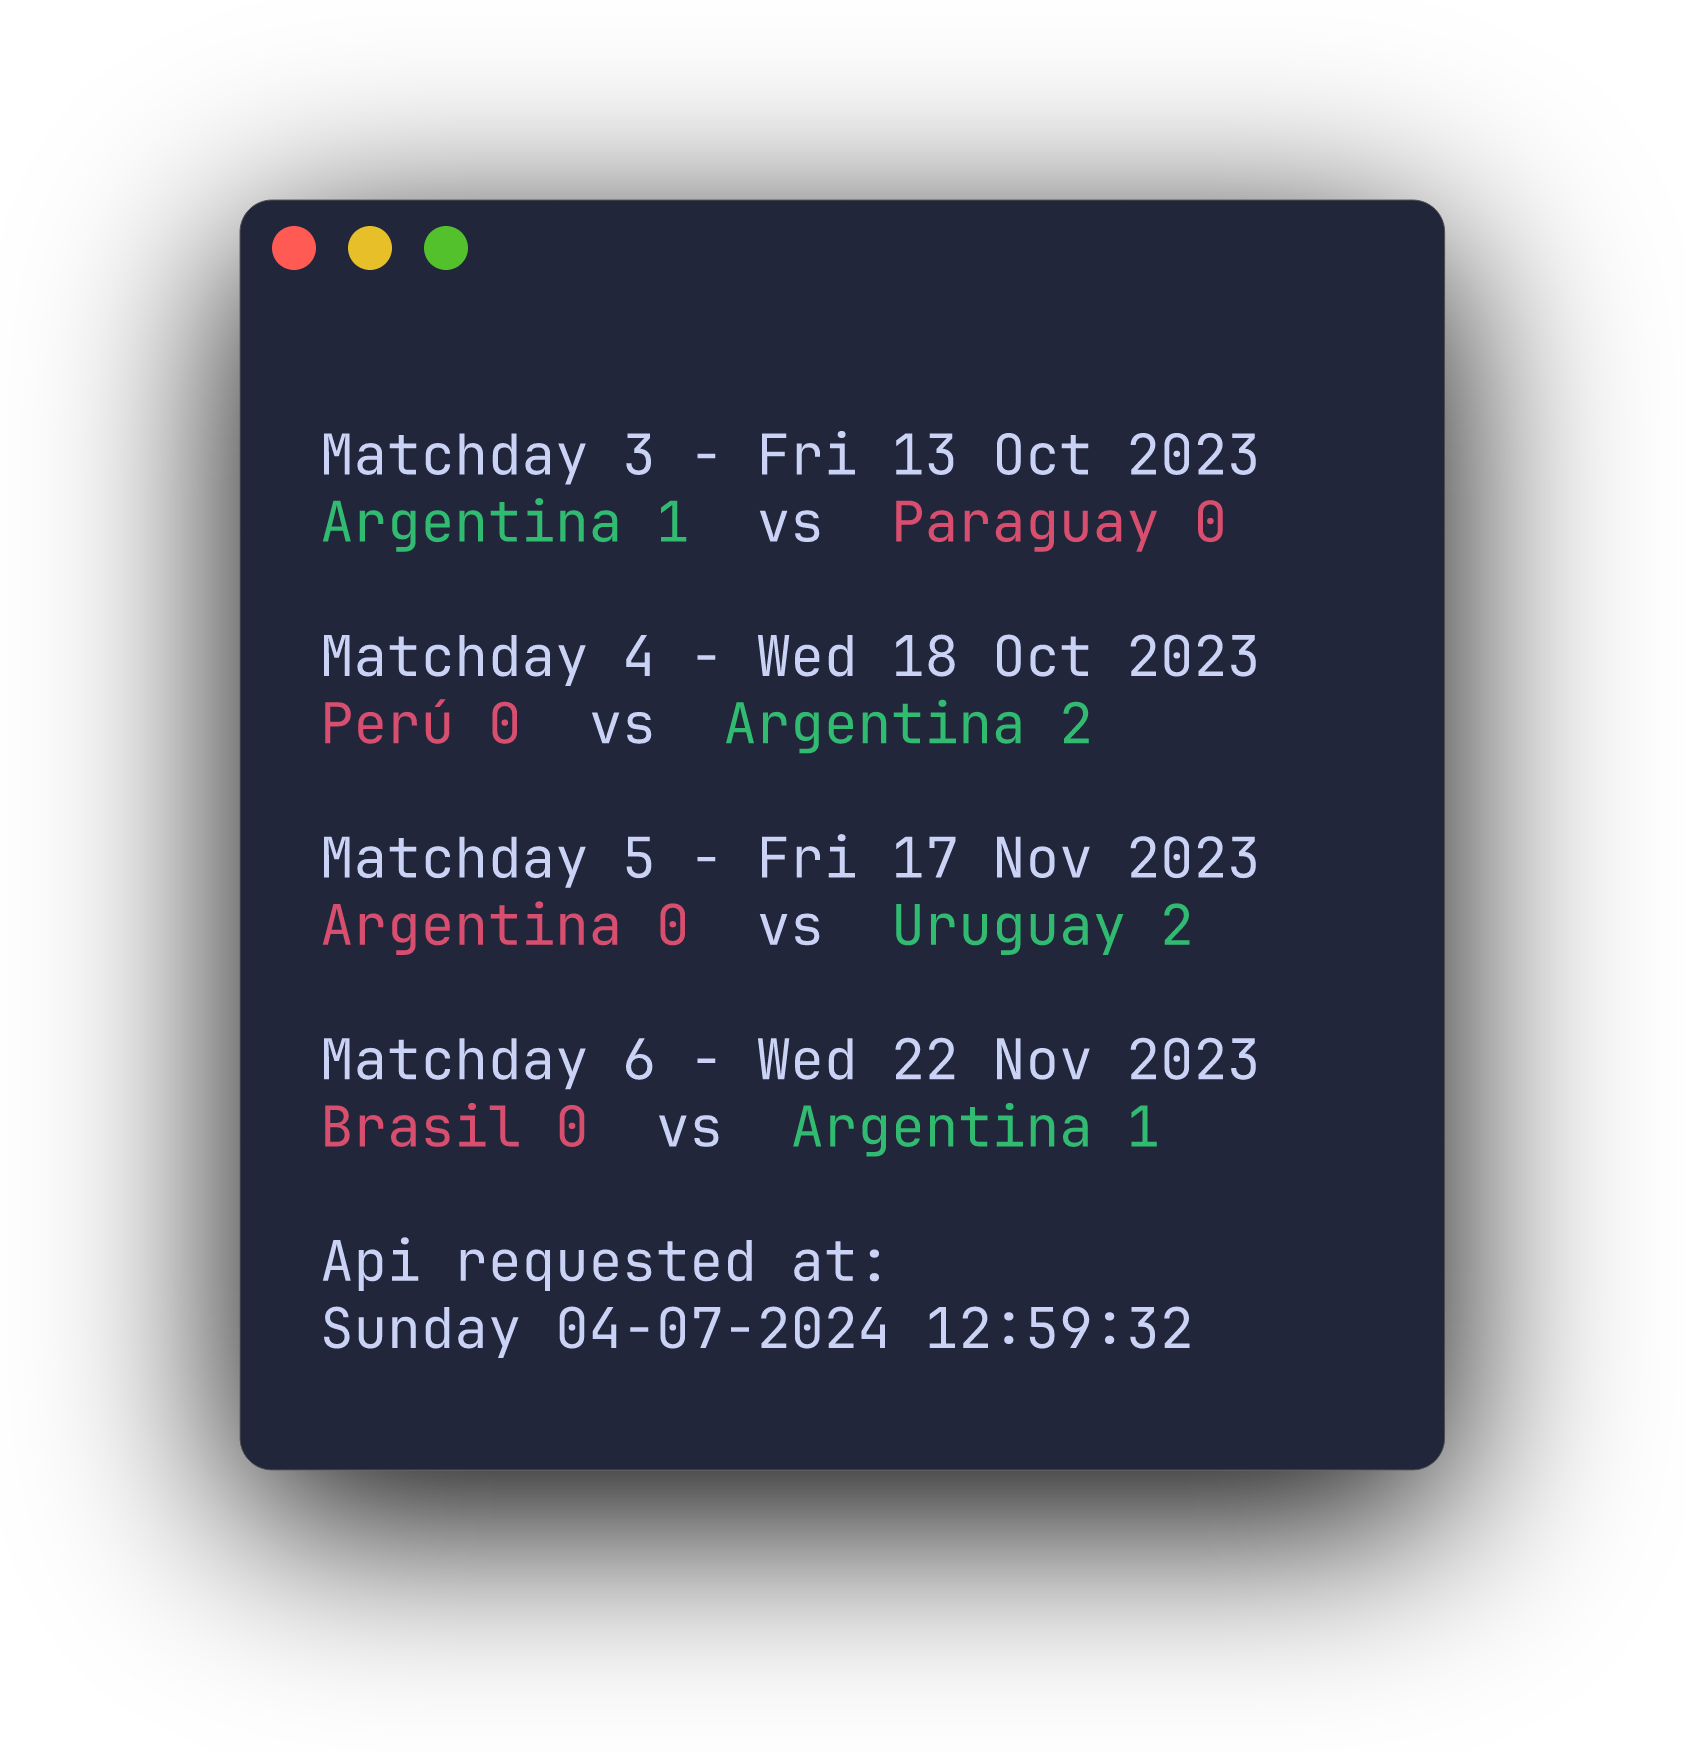 Matchday 3 - Fri 13 Oct 2023
Argentina 1  vs  Paraguay 0
Matchday 4 - Wed 18 Oct 2023
Perú 0  vs  Argentina 2
Matchday 5 - Fri 17 Nov 2023
Argentina 0  vs  Uruguay 2
Matchday 6 - Wed 22 Nov 2023
Brasil 0  vs  Argentina 1
Api requested at:
Sunday 04-07-2024 12:59:32